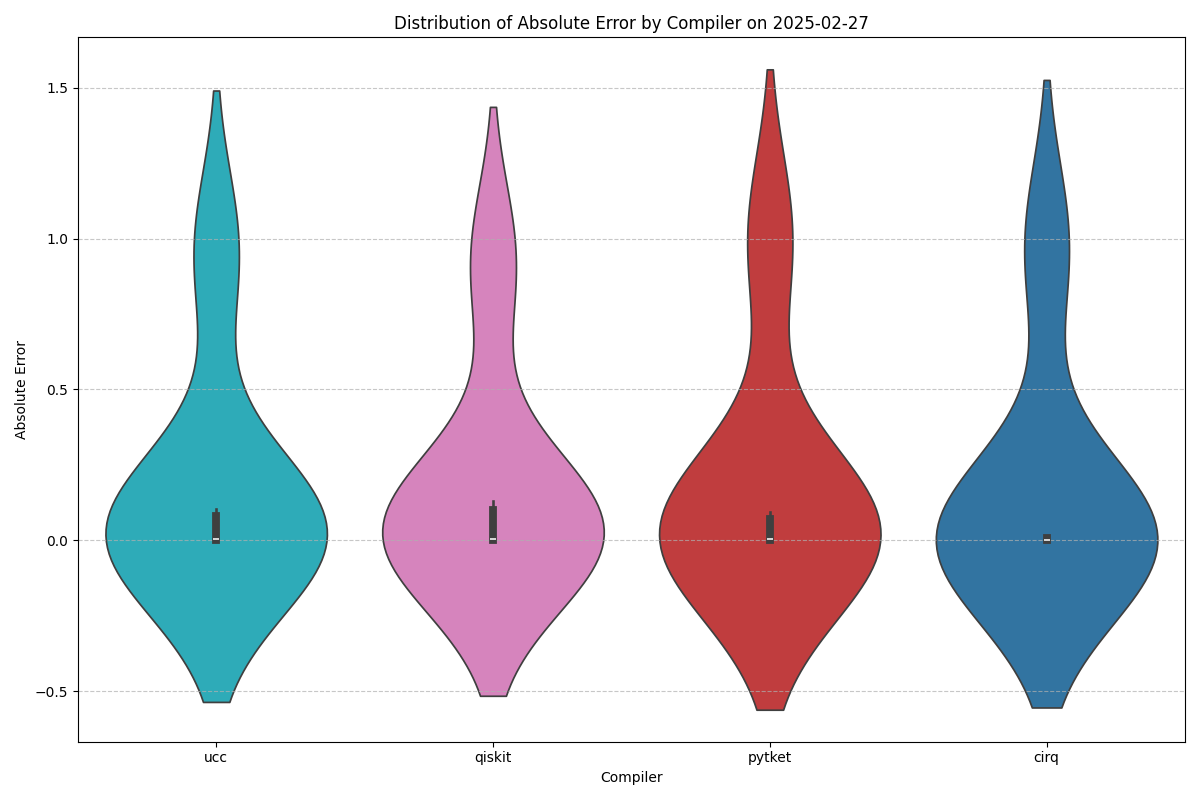 Distribution of Absolute Error by Compiler on 2025-02-27
Absolute Error
1.5
1.0
0.5
0.0
−0.5
ucc
qiskit
pytket
cirq
Compiler